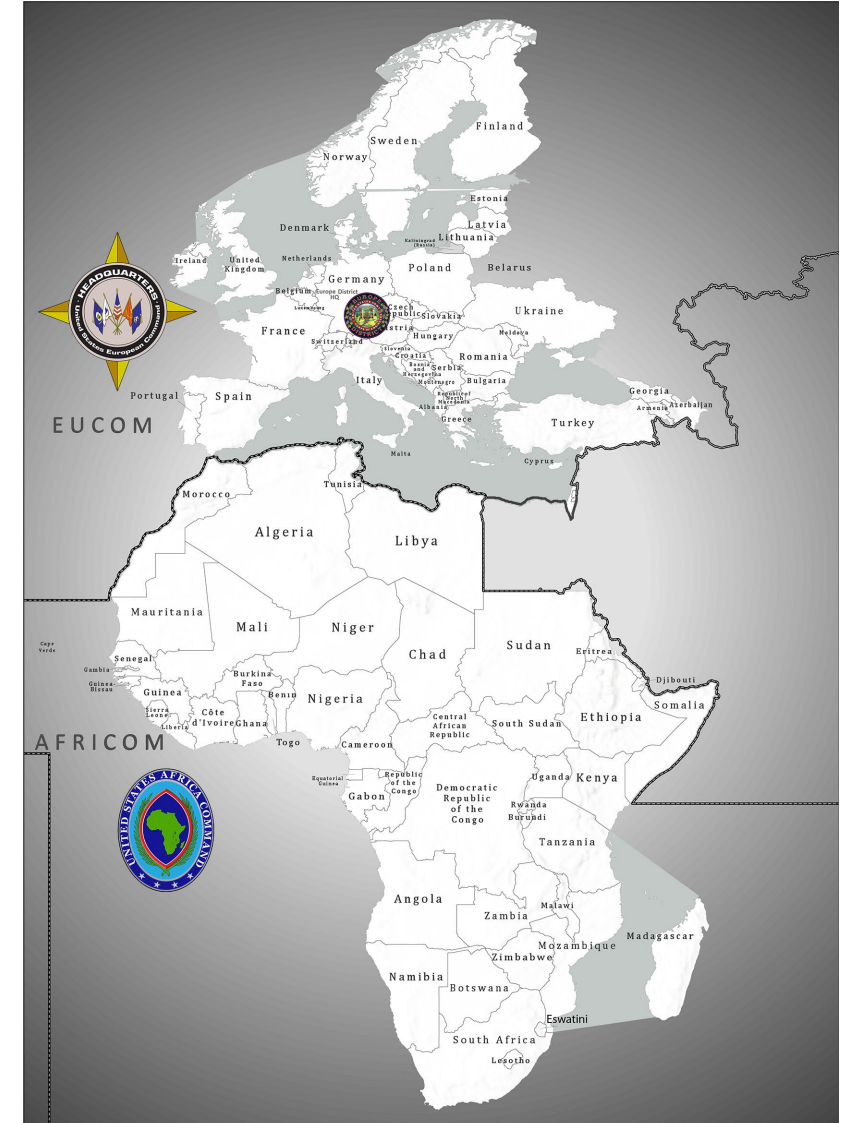 Finland
Sweden
Norway
Estonia
Latvia
Lithuania
Denmark
Kaliningrad
(Russia)
Ireland
United
Kingdom
Netherlands
Poland
Belarus
Germany
Belgium
Europe District
HQ
Luxembourg
Czech
Republic
Slovakia
Ukraine
France
Austria
Hungary
Moldova
Switzerland
Slovenia
Croatia
Romania
Bosnia
and
Herzegovina
Serbia
Italy
Montenegro
Bulgaria
Portugal
Spain
Republic of
North
Macedonia
Albania
Greece
Georgia
Armenia
Azerbaijan
Turkey
Malta
Cyprus
HEADQUARTERS
United States European Command
EUCOM
Morocco
Tunisia
Algeria
Libya
Mauritania
Mali
Niger
Chad
Sudan
Eritrea
Cape
Verde
Senegal
Gambia
Guinea-
Bissau
Guinea
Burkina
Faso
Benin
Nigeria
Djibouti
Somalia
Ethiopia
Sierra
Leone
Liberia
Côte
d'Ivoire
Ghana
Togo
Central
African
Republic
South Sudan
Cameroon
AFRICOM
Equatorial
Guinea
Republic
of the
Congo
Gabon
Democratic
Republic
of the
Congo
Uganda
Kenya
Rwanda
Burundi
Tanzania
UNITED STATES AFRICA COMMAND
Angola
Zambia
Malawi
Mozambique
Madagascar
Zimbabwe
Namibia
Botswana
Eswatini
South Africa
Lesotho